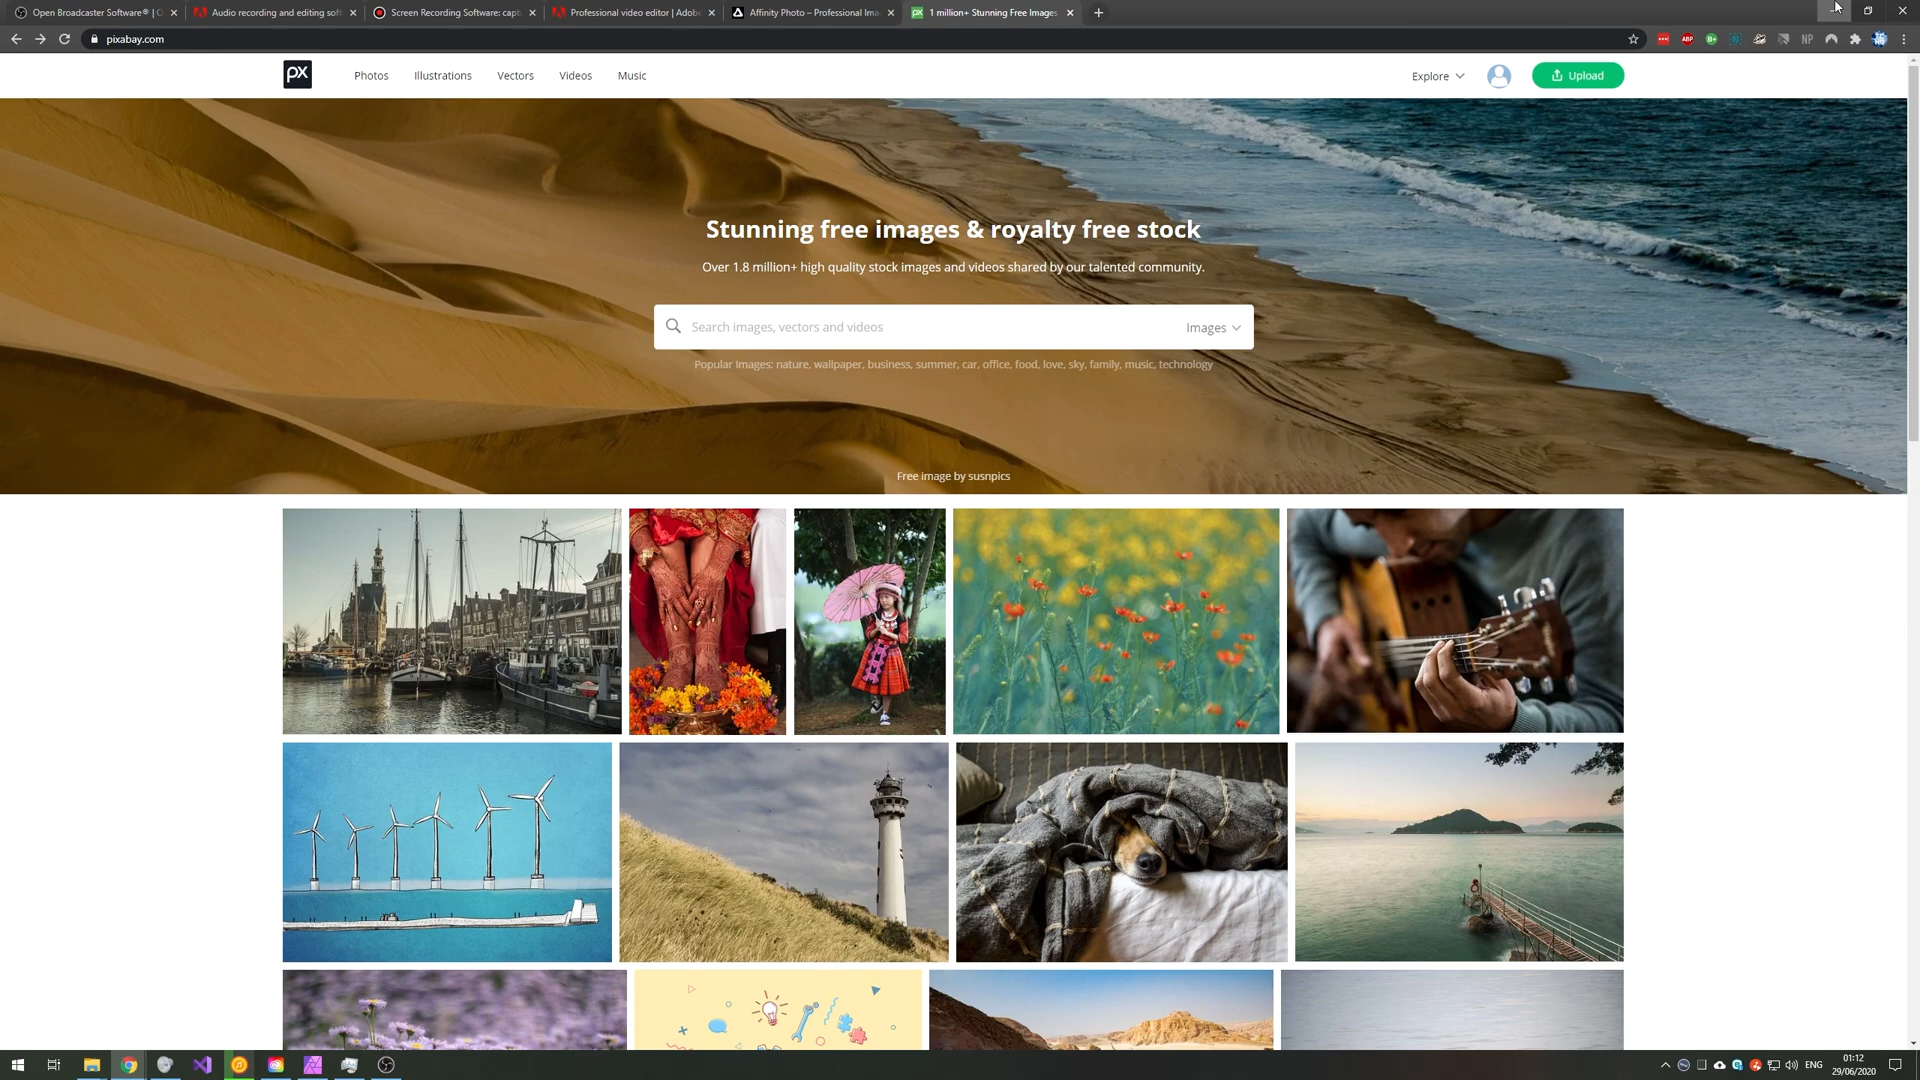 Open Broadcaster Software® | O
Audio recording and editing soft
Screen Recording Software: captu
Professional video editor | Adob
Affinity Photo – Professional Ima
1 million+ Stunning Free Images
pixabay.com
px
Photos
Illustrations
Vectors
Videos
Music
Explore
Upload
Stunning free images & royalty free stock
Over 1.8 million+ high quality stock images and videos shared by our talented community.
Search images, vectors and videos
Images
Popular Images: nature, wallpaper, business, summer, car, office, food, love, sky, family, music, technology
Free image by susnpics
ENG
01:12
29/06/2020